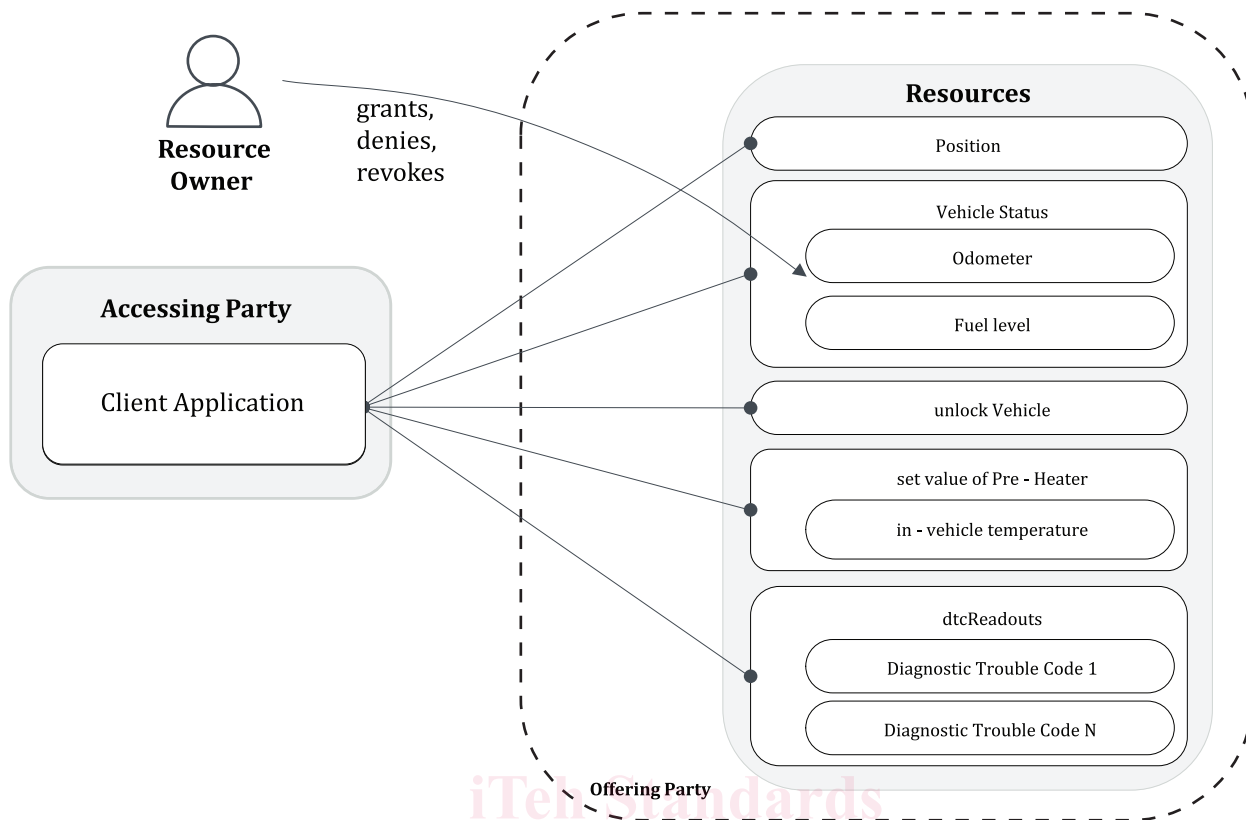 Resource
Owner
grants,
denies,
revokes
Accessing Party
Client Application
Resources
Position
Vehicle Status
Odometer
Fuel level
unlock Vehicle
set value of Pre - Heater
in - vehicle temperature
dtcReadouts
Diagnostic Trouble Code 1
Diagnostic Trouble Code N
Offering Party
iTeh Standards